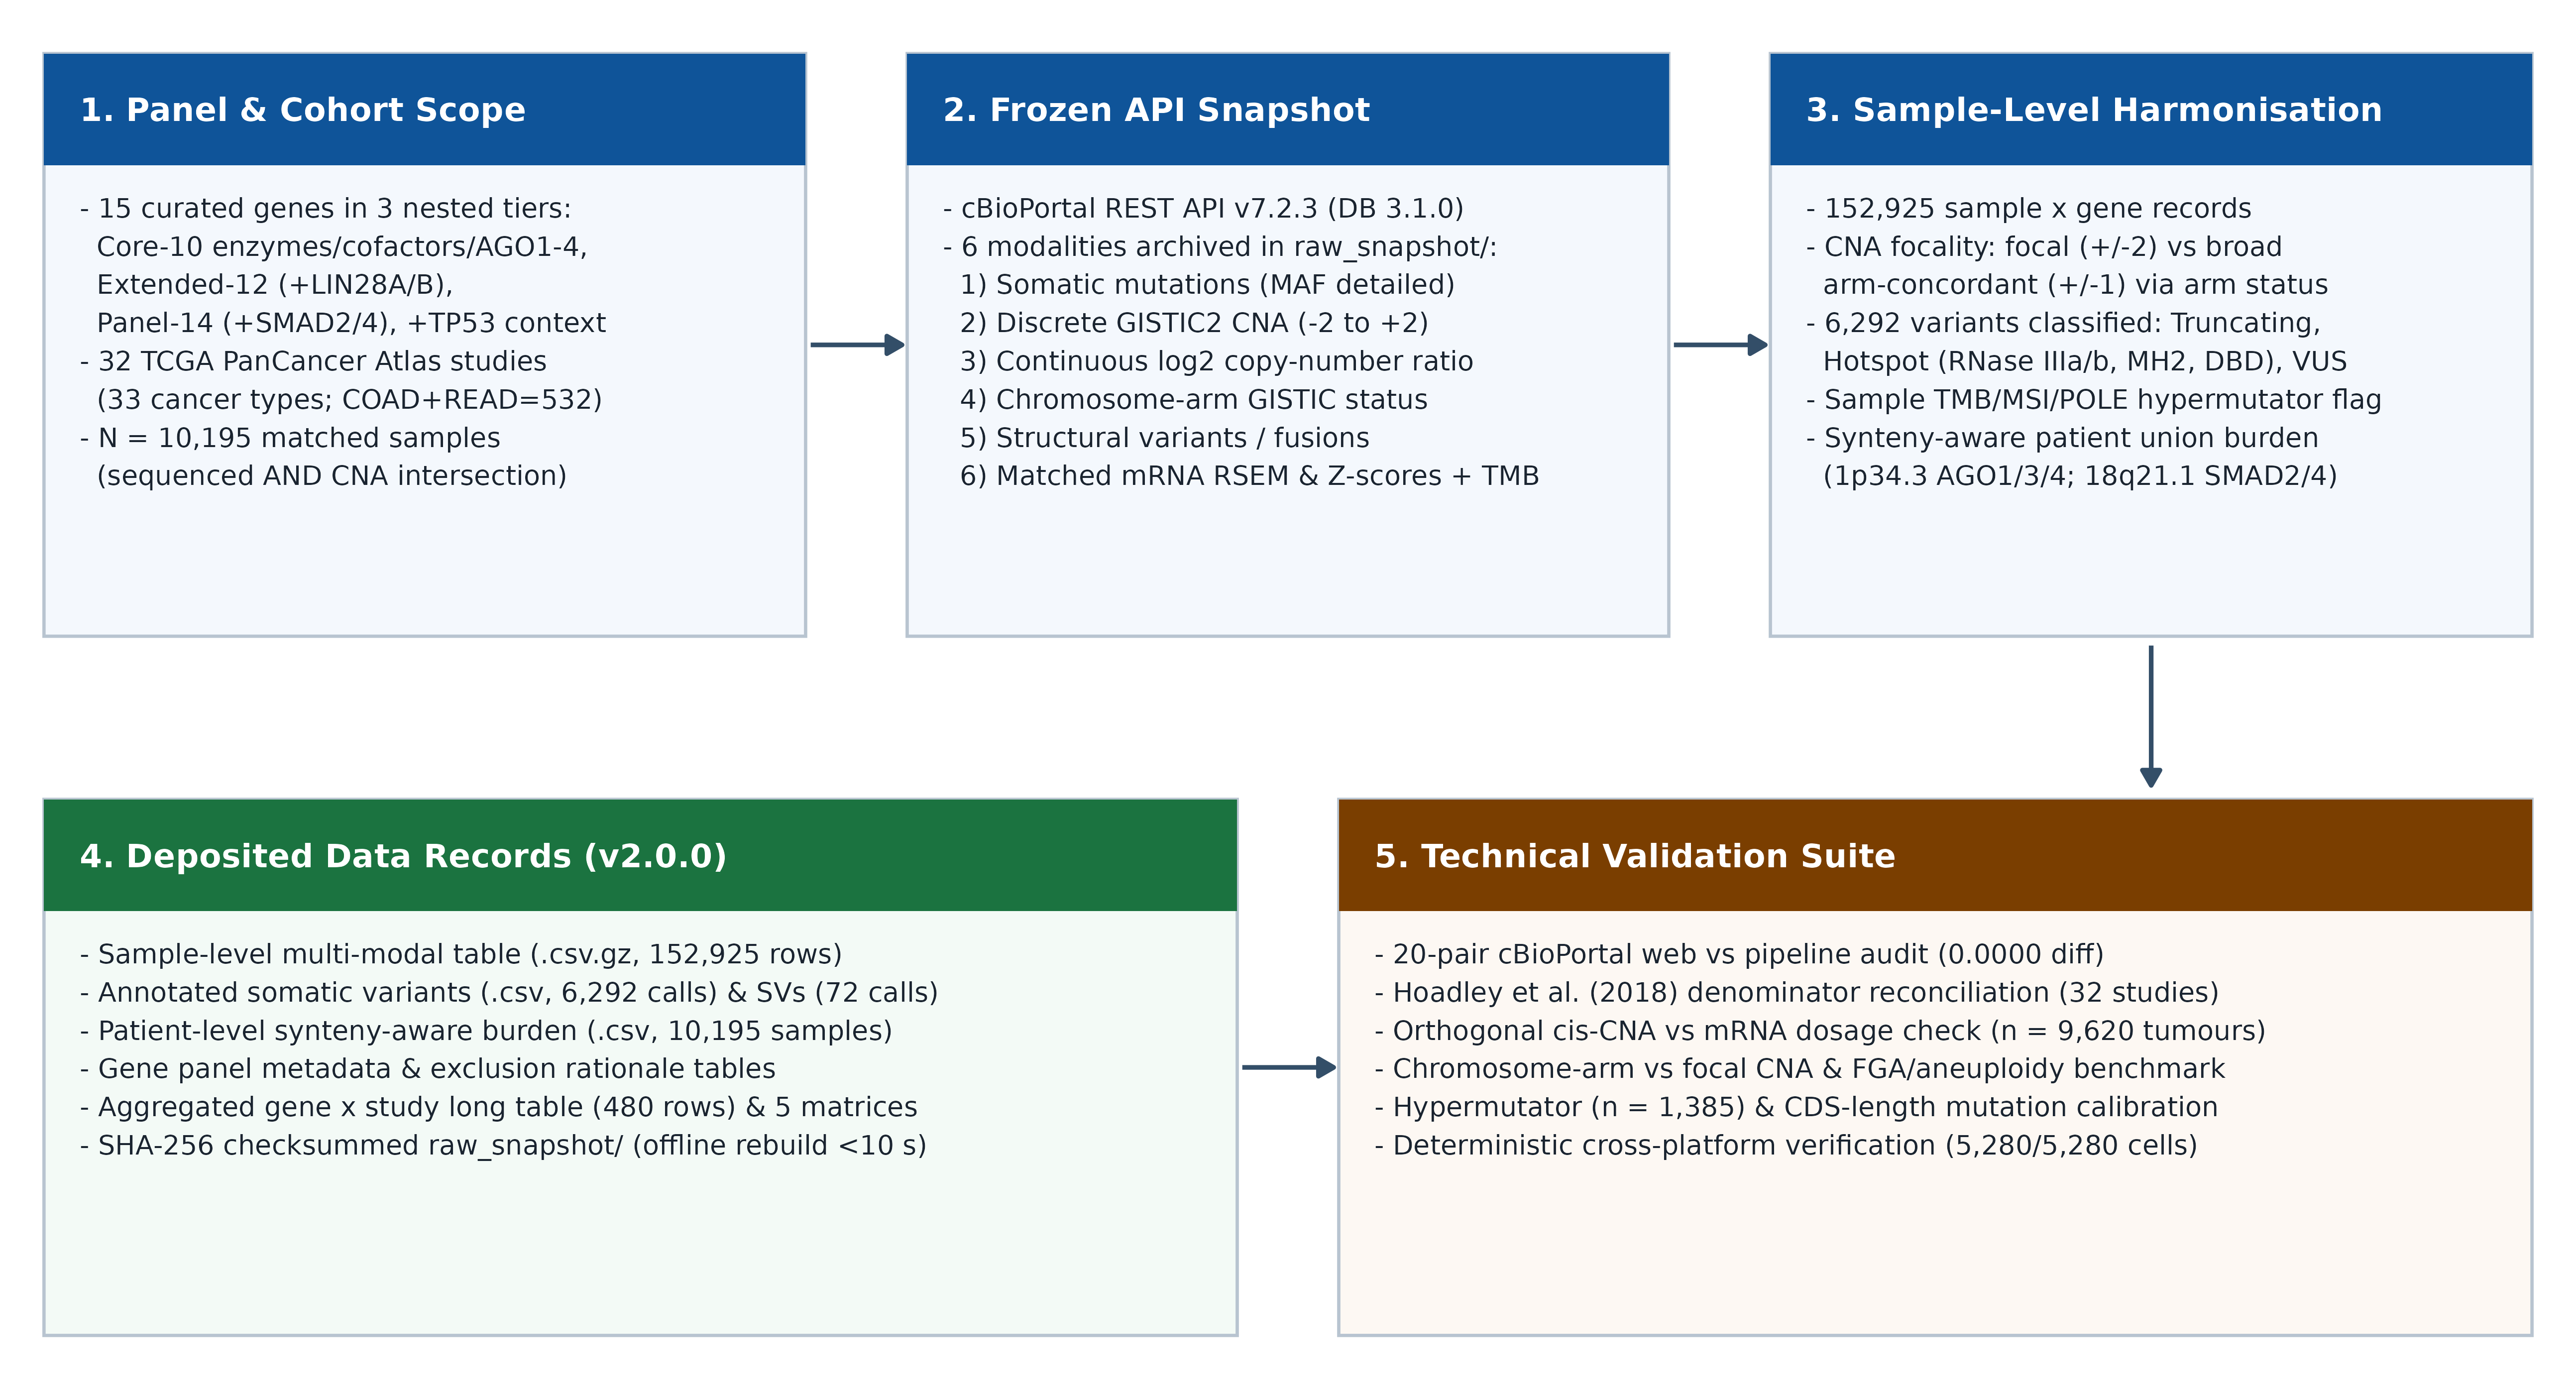 1. Panel & Cohort Scope
- 15 curated genes in 3 nested tiers:
Core-10 enzymes/cofactors/AGO1-4,
Extended-12 (+LIN28A/B),
Panel-14 (+SMAD2/4), +TP53 context
- 32 TCGA PanCancer Atlas studies
(33 cancer types; COAD+READ=532)
- N = 10,195 matched samples
(sequenced AND CNA intersection)
2. Frozen API Snapshot
- cBioPortal REST API v7.2.3 (DB 3.1.0)
- 6 modalities archived in raw_snapshot/:
1) Somatic mutations (MAF detailed)
2) Discrete GISTIC2 CNA (-2 to +2)
3) Continuous log2 copy-number ratio
4) Chromosome-arm GISTIC status
5) Structural variants / fusions
6) Matched mRNA RSEM & Z-scores + TMB
3. Sample-Level Harmonisation
- 152,925 sample x gene records
- CNA focality: focal (+/-2) vs broad
arm-concordant (+/-1) via arm status
- 6,292 variants classified: Truncating,
Hotspot (RNase IIIa/b, MH2, DBD), VUS
- Sample TMB/MSI/POLE hypermutator flag
- Synteny-aware patient union burden
(1p34.3 AGO1/3/4; 18q21.1 SMAD2/4)
4. Deposited Data Records (v2.0.0)
- Sample-level multi-modal table (.csv.gz, 152,925 rows)
- Annotated somatic variants (.csv, 6,292 calls) & SVs (72 calls)
- Patient-level synteny-aware burden (.csv, 10,195 samples)
- Gene panel metadata & exclusion rationale tables
- Aggregated gene x study long table (480 rows) & 5 matrices
- SHA-256 checksummed raw_snapshot/ (offline rebuild <10 s)
5. Technical Validation Suite
- 20-pair cBioPortal web vs pipeline audit (0.0000 diff)
- Hoadley et al. (2018) denominator reconciliation (32 studies)
- Orthogonal cis-CNA vs mRNA dosage check (n = 9,620 tumours)
- Chromosome-arm vs focal CNA & FGA/aneuploidy benchmark
- Hypermutator (n = 1,385) & CDS-length mutation calibration
- Deterministic cross-platform verification (5,280/5,280 cells)